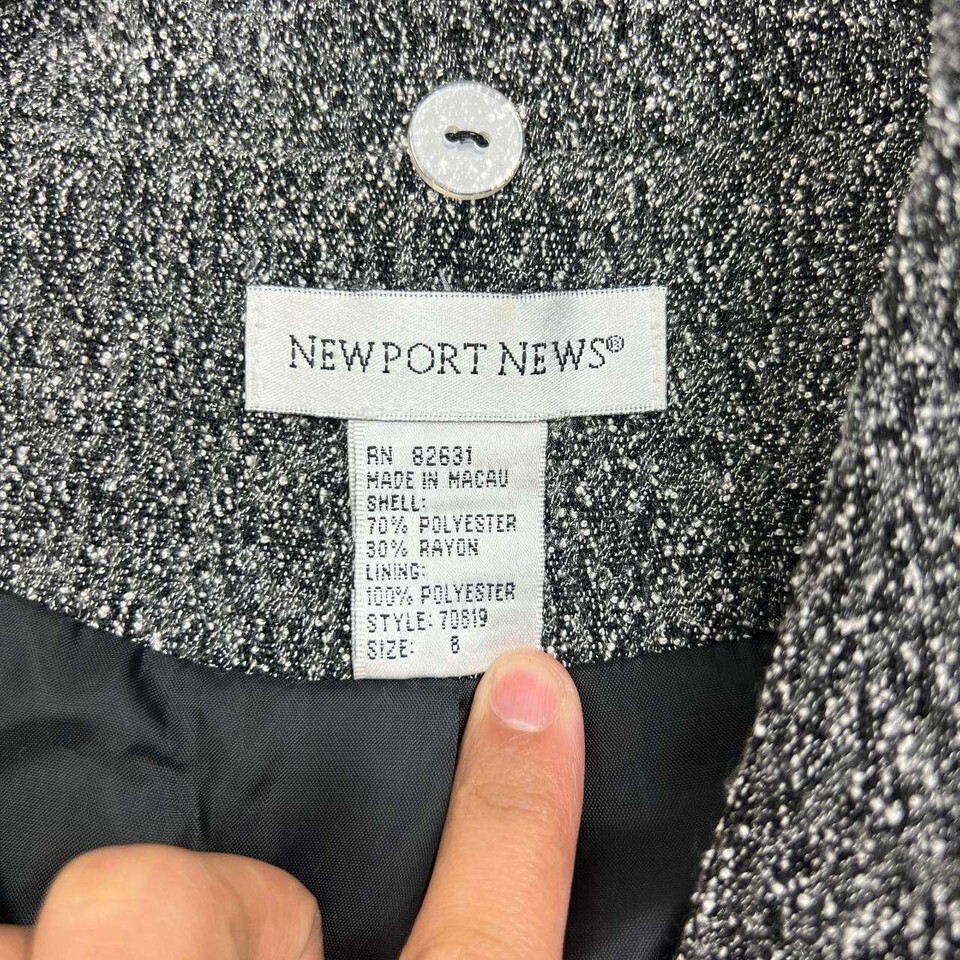 NEWPORT NEWS®
RN 82631
MADE IN MACAU
SHELL:
70% POLYESTER
30% RAYON
LINING:
100% POLYESTER
STYLE: 70819
SIZE: 8